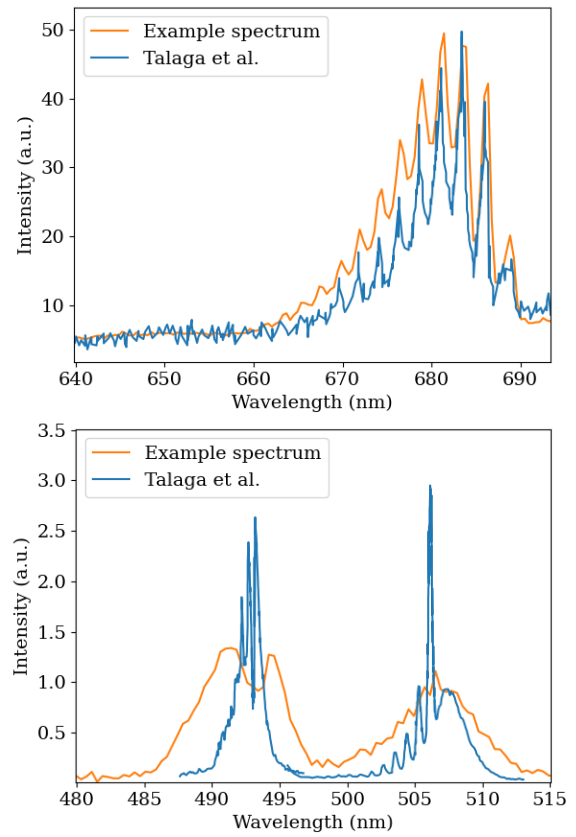 50
40
30
20
10
Intensity (a.u.)
Example spectrum
Talaga et al.
640 650 660 670 680 690
Wavelength (nm)
3.5
3.0
2.5
2.0
1.5
1.0
0.5
Intensity (a.u.)
Example spectrum
Talaga et al.
480 485 490 495 500 505 510 515
Wavelength (nm)